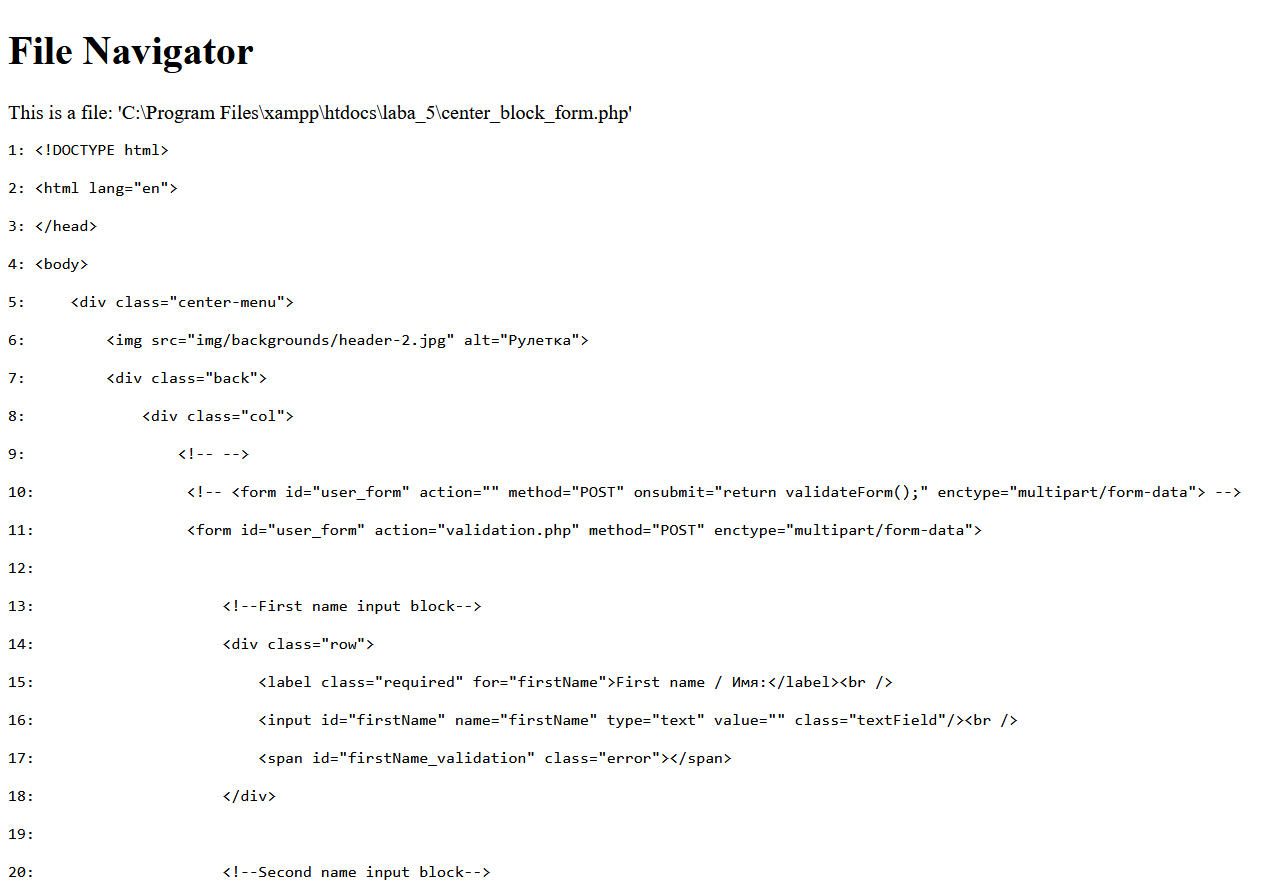 File Navigator
This is a file: 'C:\Program Files\xampp\htdocs\laba_5\center_block_form.php'
1: <!DOCTYPE html>
2: <html lang="en">
3: </head>
4: <body>
5:     <div class="center-menu">
6:         <img src="img/backgrounds/header-2.jpg" alt="Рулетка">
7:         <div class="back">
8:             <div class="col">
9:                 <!-- -->
10:                 <!-- <form id="user_form" action="" method="POST" onsubmit="return validateForm();" enctype="multipart/form-data"> -->
11:                 <form id="user_form" action="validation.php" method="POST" enctype="multipart/form-data">
12:
13:                     <!--First name input block-->
14:                     <div class="row">
15:                         <label class="required" for="firstName">First name / Имя:</label><br />
16:                         <input id="firstName" name="firstName" type="text" value="" class="textField"/><br />
17:                         <span id="firstName_validation" class="error"></span>
18:                     </div>
19:
20:                     <!--Second name input block-->